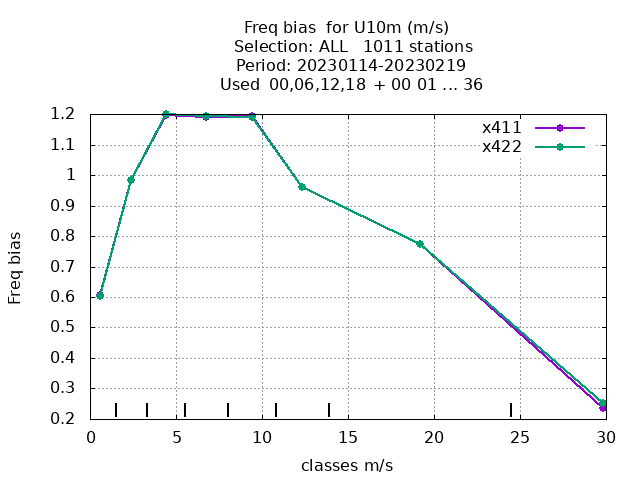 Freq bias  for U10m (m/s)
Selection: ALL   1011 stations
Period: 20230114-20230219
Used  00,06,12,18  + 00 01 ... 36
x411
x422
1.2
1.1
1
0.9
0.8
0.7
0.6
0.5
0.4
0.3
0.2
Freq bias
0 5 10 15 20 25 30
classes m/s